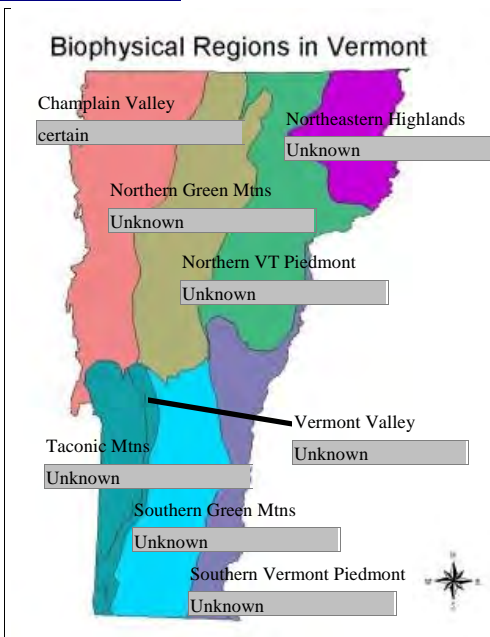 Biophysical Regions in Vermont
Champlain Valley
certain
Northeastern Highlands
Unknown
Northern Green Mtns
Unknown
Northern VT Piedmont
Unknown
Vermont Valley
Unknown
Taconic Mtns
Unknown
Southern Green Mtns
Unknown
Southern Vermont Piedmont
Unknown